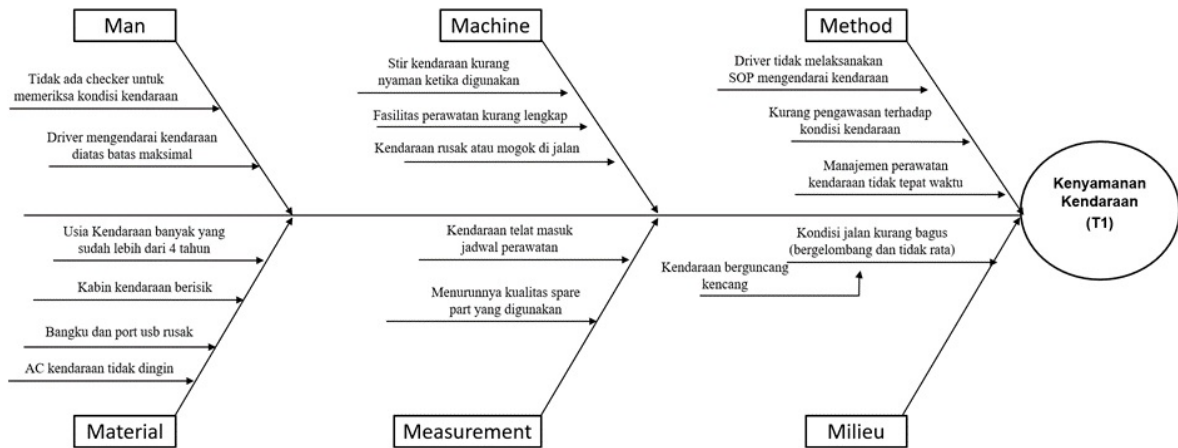 Man
Tidak ada checker untuk
memeriksa kondisi kendaraan
Driver mengendarai kendaraan
diatas batas maksimal
Machine
Stir kendaraan kurang
nyaman ketika digunakan
Fasilitas perawatan kurang lengkap
Kendaraan rusak atau mogok di jalan
Method
Driver tidak melaksanakan
SOP mengendarai kendaraan
Kurang pengawasan terhadap
kondisi kendaraan
Manajemen perawatan
kendaraan tidak tepat waktu
Kenyamanan
Kendaraan
(T1)
Usia Kendaraan banyak yang
sudah lebih dari 4 tahun
Kabin kendaraan berisik
Bangku dan port usb rusak
AC kendaraan tidak dingin
Material
Kendaraan telat masuk
jadwal perawatan
Menurunnya kualitas spare
part yang digunakan
Measurement
Kondisi jalan kurang bagus
(bergelombang dan tidak rata)
Kendaraan berguncang
kencang
Milieu